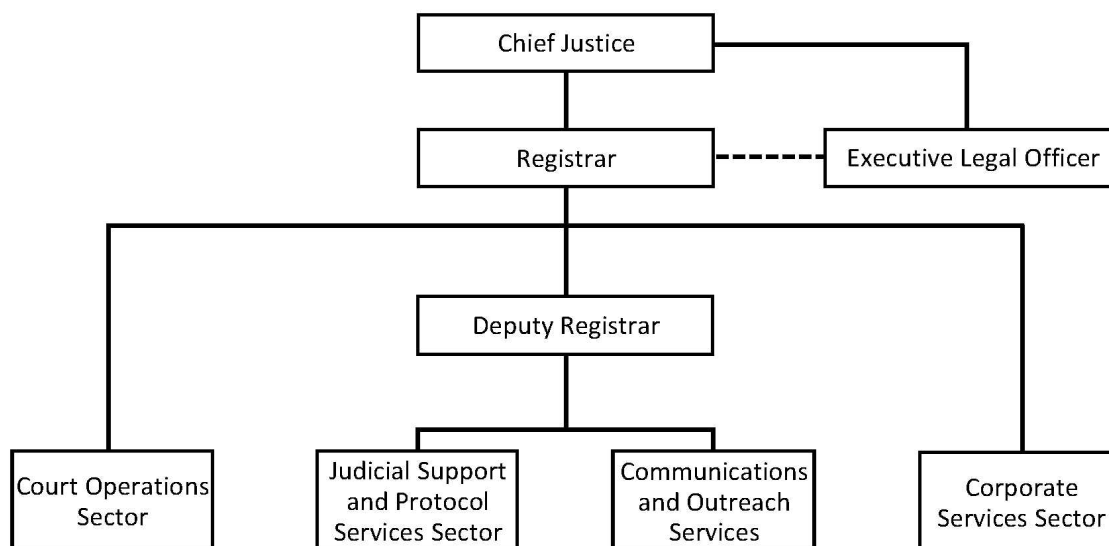 Chief Justice
Registrar
Executive Legal Officer
Deputy Registrar
Court Operations
Sector
Judicial Support
and Protocol
Services Sector
Communications
and Outreach
Services
Corporate
Services Sector